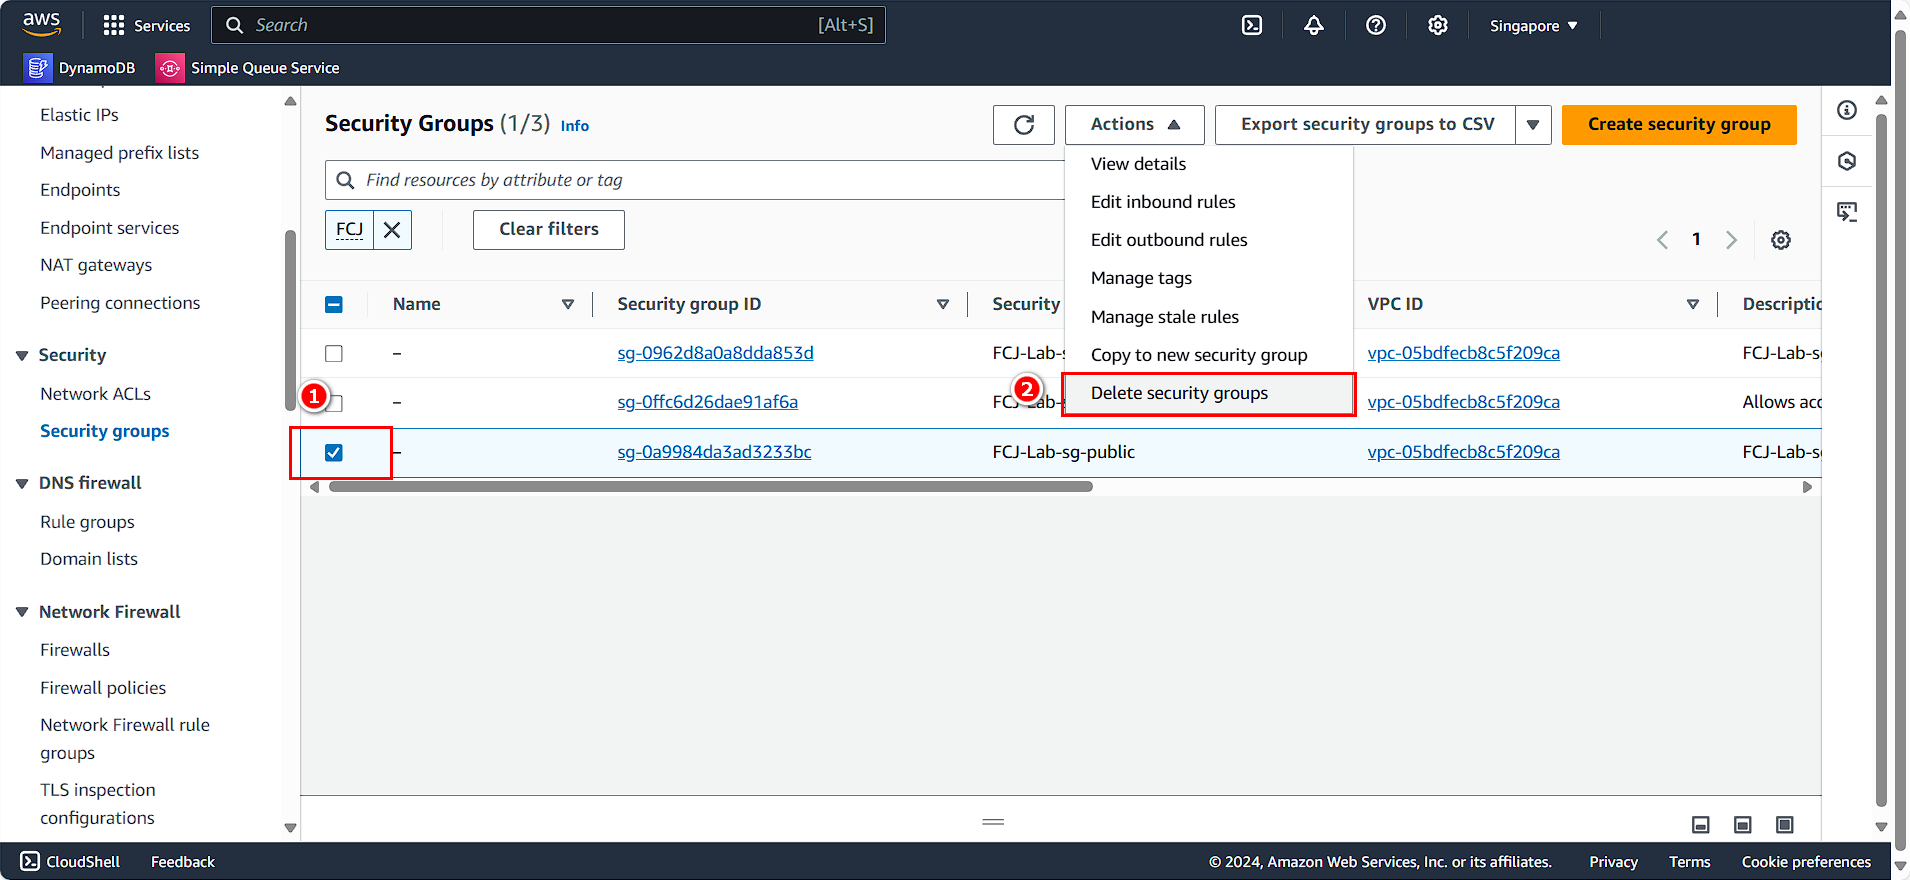 aws
Services
Search
[Alt+S]
Singapore
DynamoDB
Simple Queue Service
Elastic IPs
Managed prefix lists
Endpoints
Endpoint services
NAT gateways
Peering connections
Security
Network ACLs
Security groups
DNS firewall
Rule groups
Domain lists
Network Firewall
Firewalls
Firewall policies
Network Firewall rule
groups
TLS inspection
configurations
Security Groups (1/3) Info
Actions
Export security groups to CSV
Create security group
Find resources by attribute or tag
FCJ
Clear filters
1
View details
Edit inbound rules
Edit outbound rules
Manage tags
Manage stale rules
Copy to new security group
Delete security groups
Name
Security group ID
Security
VPC ID
Descriptio
– sg-0962d8a0a8dda853d FCJ-Lab-s vpc-05bdfecb8c5f209ca FCJ-Lab-s
1
2
– sg-0ffc6d26dae91af6a FCJ-Lab- vpc-05bdfecb8c5f209ca Allows acc
– sg-0a9984da3ad3233bc FCJ-Lab-sg-public vpc-05bdfecb8c5f209ca FCJ-Lab-s
CloudShell
Feedback
© 2024, Amazon Web Services, Inc. or its affiliates.
Privacy
Terms
Cookie preferences